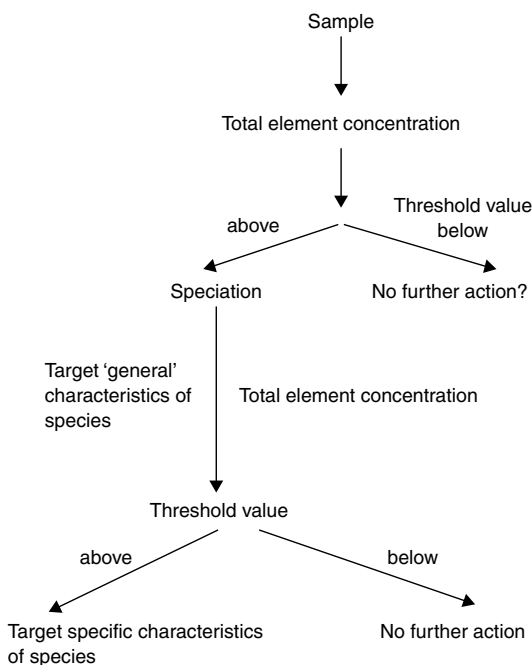 Sample
Total element concentration
Threshold value
above
below
Speciation
No further action?
Target ‘general’
characteristics of
species
Total element concentration
Threshold value
above
below
Target specific characteristics
of species
No further action